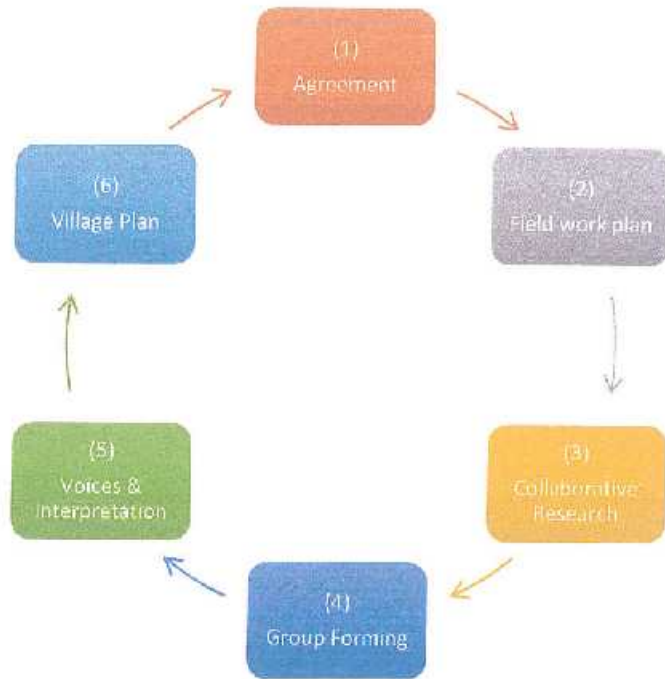 (1)
Agreement
(2)
Field work plan
(3)
Collaborative
Research
(4)
Group Forming
(5)
Voices &
Interpretation
(6)
Village Plan